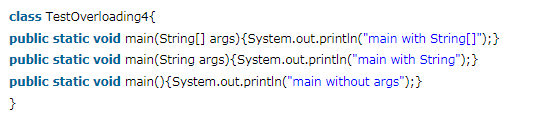 class TestOverloading4{
public static void main(String[] args){System.out.println("main with String[]");}
public static void main(String args){System.out.println("main with String");}
public static void main(){System.out.println("main without args");}
}